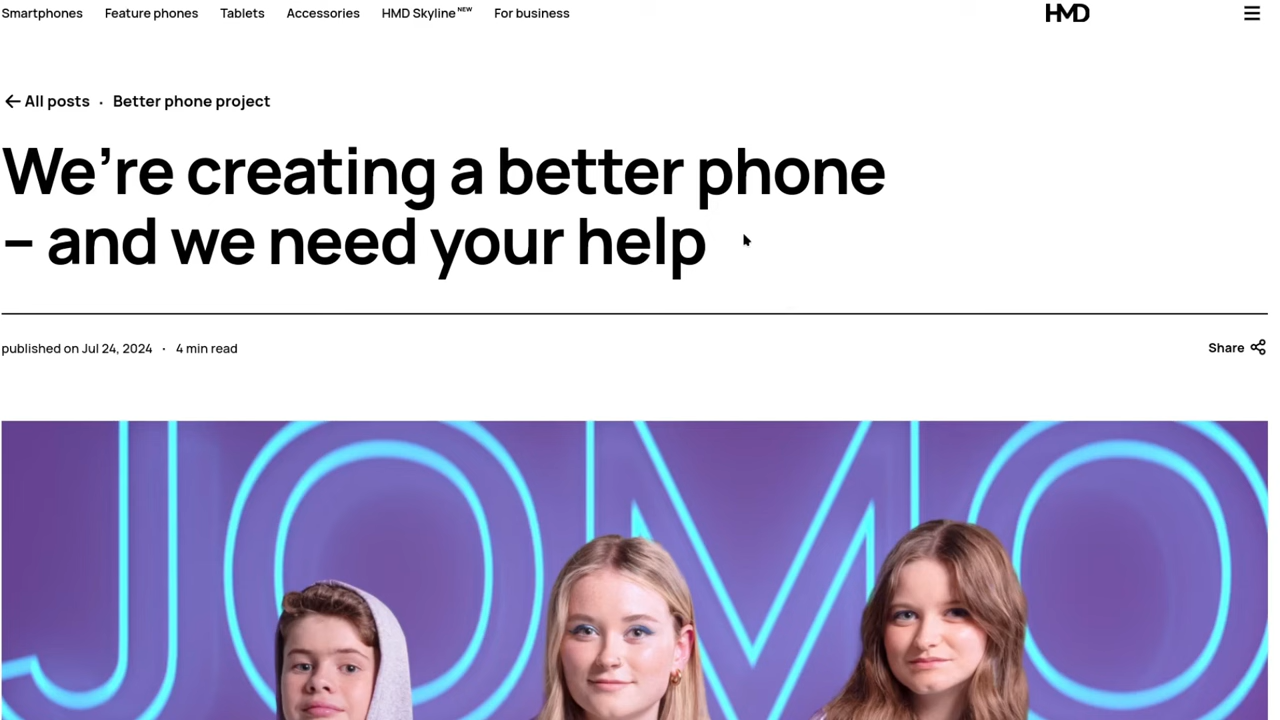 Smartphones Feature phones Tablets Accessories HMD Skyline NEW For business HMD
All posts · Better phone project
We’re creating a better phone
– and we need your help
published on Jul 24, 2024 · 4 min read Share
JOMO